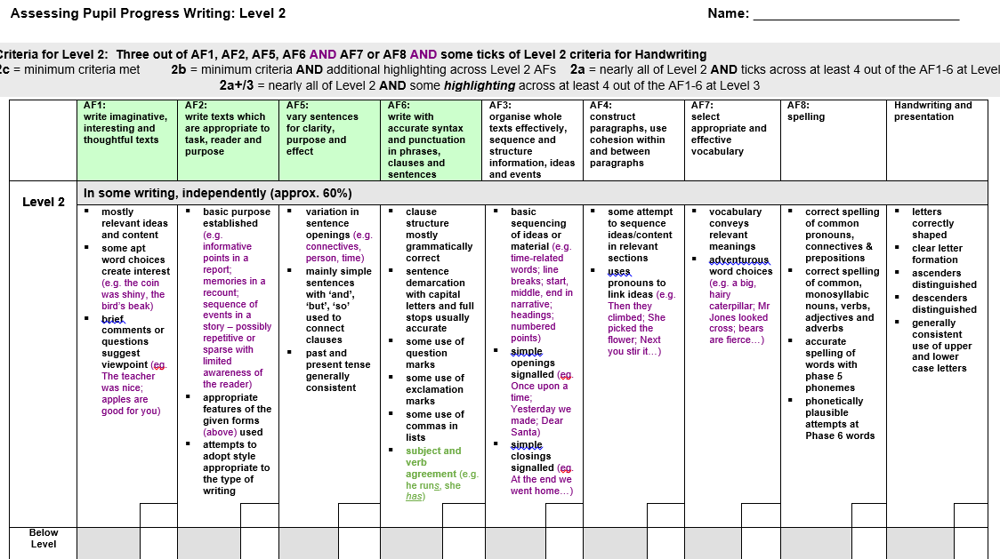 Assessing Pupil Progress Writing: Level 2 Name: ____________________________
Criteria for Level 2: Three out of AF1, AF2, AF5, AF6 AND AF7 or AF8 AND some ticks of Level 2 criteria for Handwriting
2c = minimum criteria met 2b = minimum criteria AND additional highlighting across Level 2 AFs 2a = nearly all of Level 2 AND ticks across at least 4 out of the AF1-6 at Level
2a+/3 = nearly all of Level 2 AND some highlighting across at least 4 out of the AF1-6 at Level 3
AF1:
write imaginative,
interesting and
thoughtful texts
AF2:
write texts which
are appropriate to
task, reader and
purpose
AF5:
vary sentences
for clarity,
purpose and
effect
AF6:
write with
accurate syntax
and punctuation
in phrases,
clauses and
sentences
AF3:
organise whole
texts effectively,
sequence and
structure
information, ideas
and events
AF4:
construct
paragraphs, use
cohesion within
and between
paragraphs
AF7:
select
appropriate and
effective
vocabulary
AF8:
spelling
Handwriting and
presentation
Level 2
In some writing, independently (approx. 60%)
▪ mostly
relevant ideas
and content
▪ some apt
word choices
create interest
(e.g. the coin
was shiny, the
bird's beak)
▪ brief
comments or
questions
suggest
viewpoint (eg.
The teacher
was nice;
apples are
good for you)
▪ basic purpose
established
(e.g.
informative
points in a
report;
memories in a
recount;
sequence of
events in a
story – possibly
repetitive or
sparse with
limited
awareness of
the reader)
▪ appropriate
features of the
given forms
(above) used
▪ attempts to
adopt style
appropriate to
the type of
writing
▪ variation in
sentence
openings (e.g.
connectives,
person, time)
▪ mainly simple
sentences
with ‘and’,
‘but’, ‘so’
used to
connect
clauses
▪ past and
present tense
generally
consistent
▪ clause
structure
mostly
grammatically
correct
▪ sentence
demarcation
with capital
letters and full
stops usually
accurate
▪ some use of
question
marks
▪ some use of
exclamation
marks
▪ some use of
commas in
lists
▪ subject and
verb
agreement (e.g.
he runs, she
has)
▪ basic
sequencing
of ideas or
material (e.g.
time-related
words; line
breaks; start,
middle, end in
narrative;
headings;
numbered
points)
▪ simple
openings
signalled (eg.
Once upon a
time;
Yesterday we
made; Dear
Santa)
▪ simple
closings
signalled (eg.
At the end we
went home…)
▪ some attempt
to sequence
ideas/content
in relevant
sections
▪ uses
pronouns to
link ideas (e.g.
Then they
climbed; She
picked the
flower; Next
you stir it…)
▪ vocabulary
conveys
relevant
meanings
▪ adventurous
word choices
(e.g. a big,
hairy
caterpillar; Mr
Jones looked
cross; bears
are fierce…)
▪ correct spelling
of common
pronouns,
connectives &
prepositions
▪ correct spelling
of common,
monosyllabic
nouns, verbs,
adjectives and
adverbs
▪ accurate
spelling of
words with
phase 5
phonemes
▪ phonetically
plausible
attempts at
Phase 6 words
▪ letters
correctly
shaped
▪ clear letter
formation
▪ ascenders
distinguished
▪ descenders
distinguished
▪ generally
consistent
use of upper
and lower
case letters
Below
Level